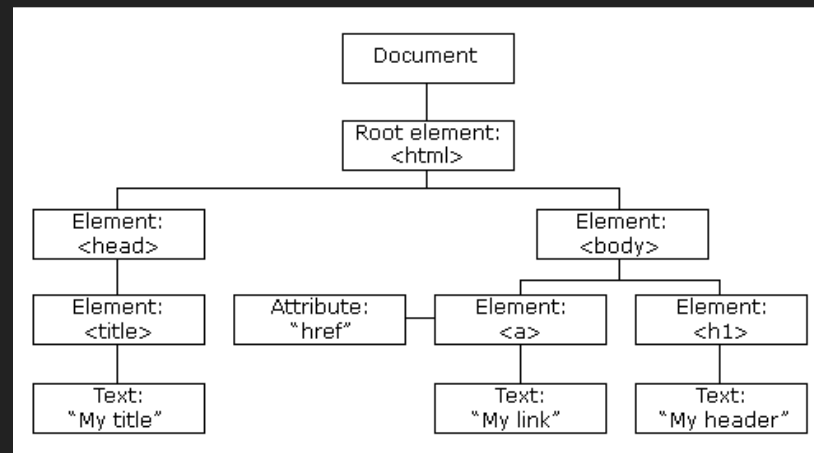 Document
Root element:
<html>
Element:
<head>
Element:
<body>
Element:
<title>
Attribute:
“href”
Element:
<a>
Element:
<h1>
Text:
“My title”
Text:
“My link”
Text:
“My header”